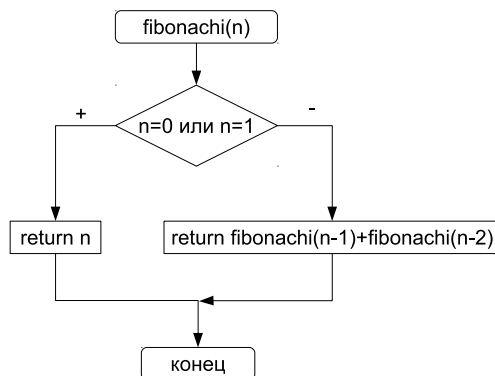 fibonachi(n)
+
-
n=0 или n=1
return n
return fibonachi(n-1)+fibonachi(n-2)
конец